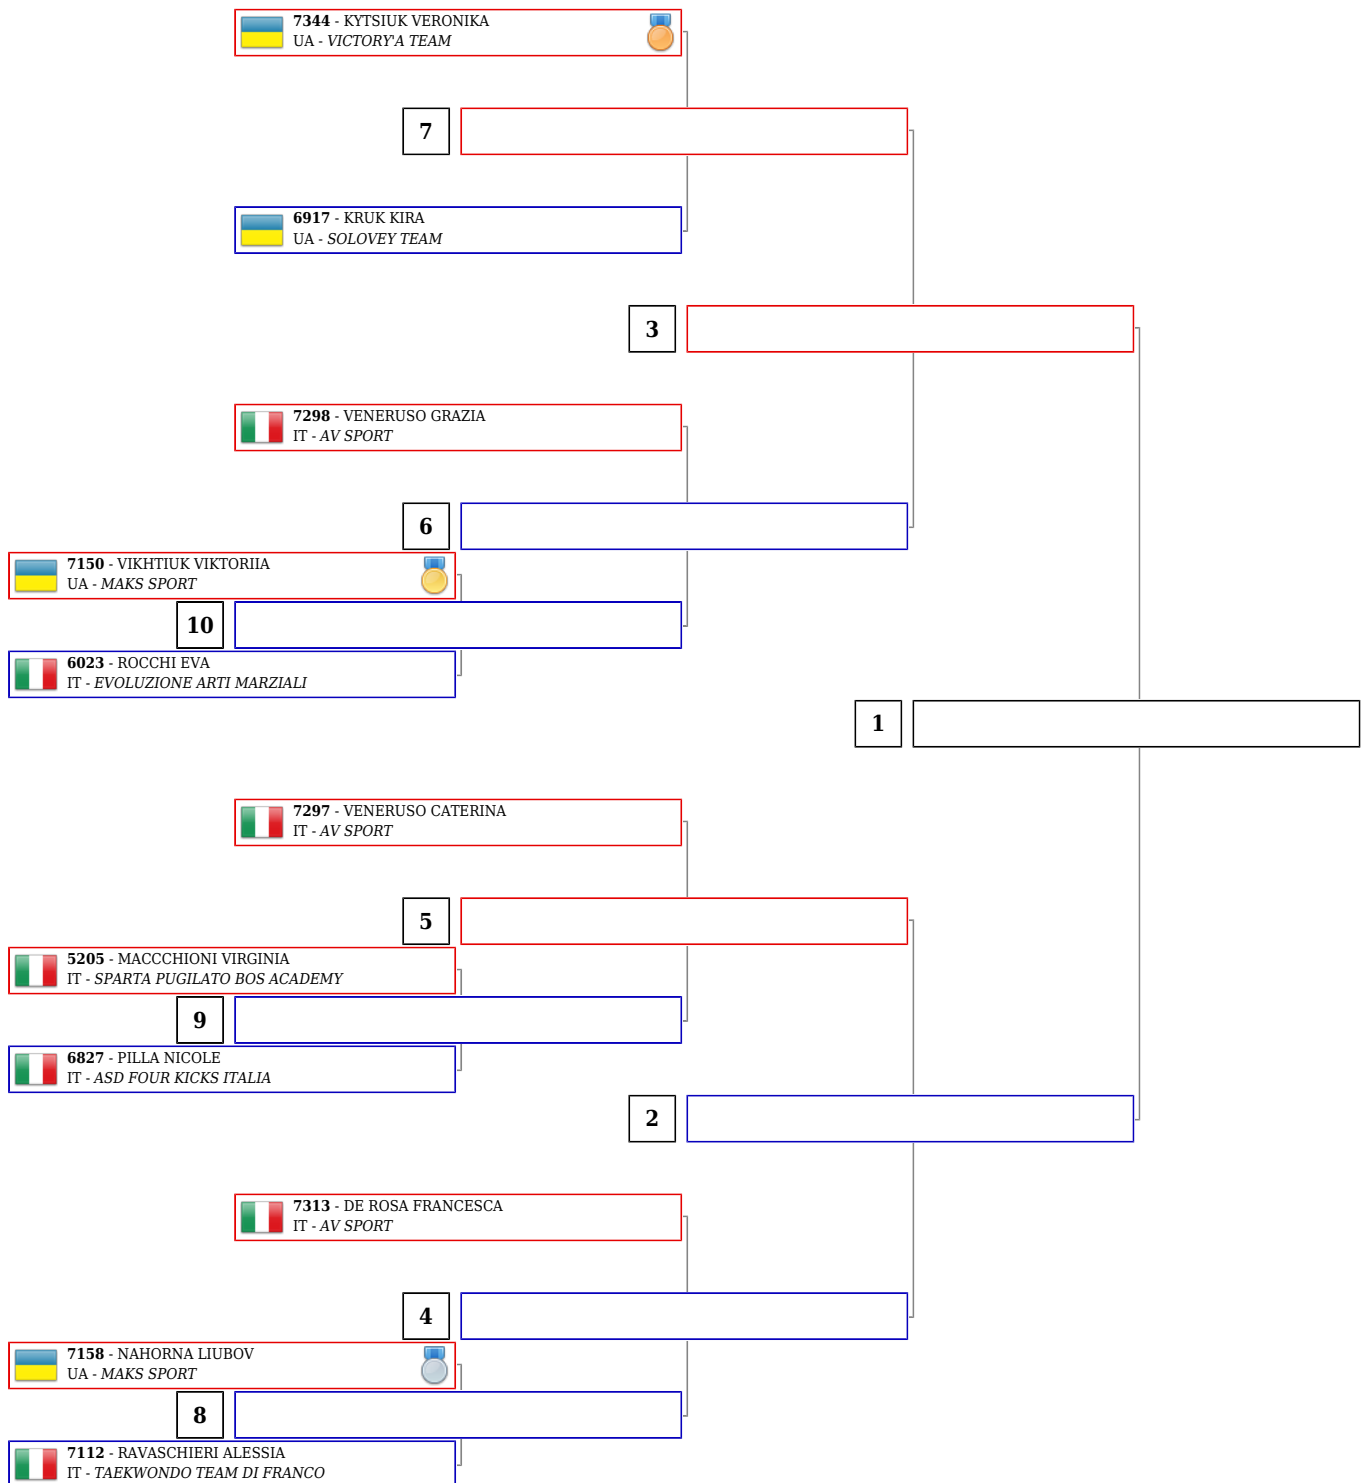 7344 - KYTSIUK VERONIKA
UA - VICTORY'A TEAM
7
6917 - KRUK KIRA
UA - SOLOVEY TEAM
3
7298 - VENERUSO GRAZIA
IT - AV SPORT
6
7150 - VIKHTIUK VIKTORIIA
UA - MAKS SPORT
10
6023 - ROCCHI EVA
IT - EVOLUZIONE ARTI MARZIALI
1
7297 - VENERUSO CATERINA
IT - AV SPORT
5
5205 - MACCCHIONI VIRGINIA
IT - SPARTA PUGILATO BOS ACADEMY
9
6827 - PILLA NICOLE
IT - ASD FOUR KICKS ITALIA
2
7313 - DE ROSA FRANCESCA
IT - AV SPORT
4
7158 - NAHORNA LIUBOV
UA - MAKS SPORT
8
7112 - RAVASCHIERI ALESSIA
IT - TAEKWONDO TEAM DI FRANCO